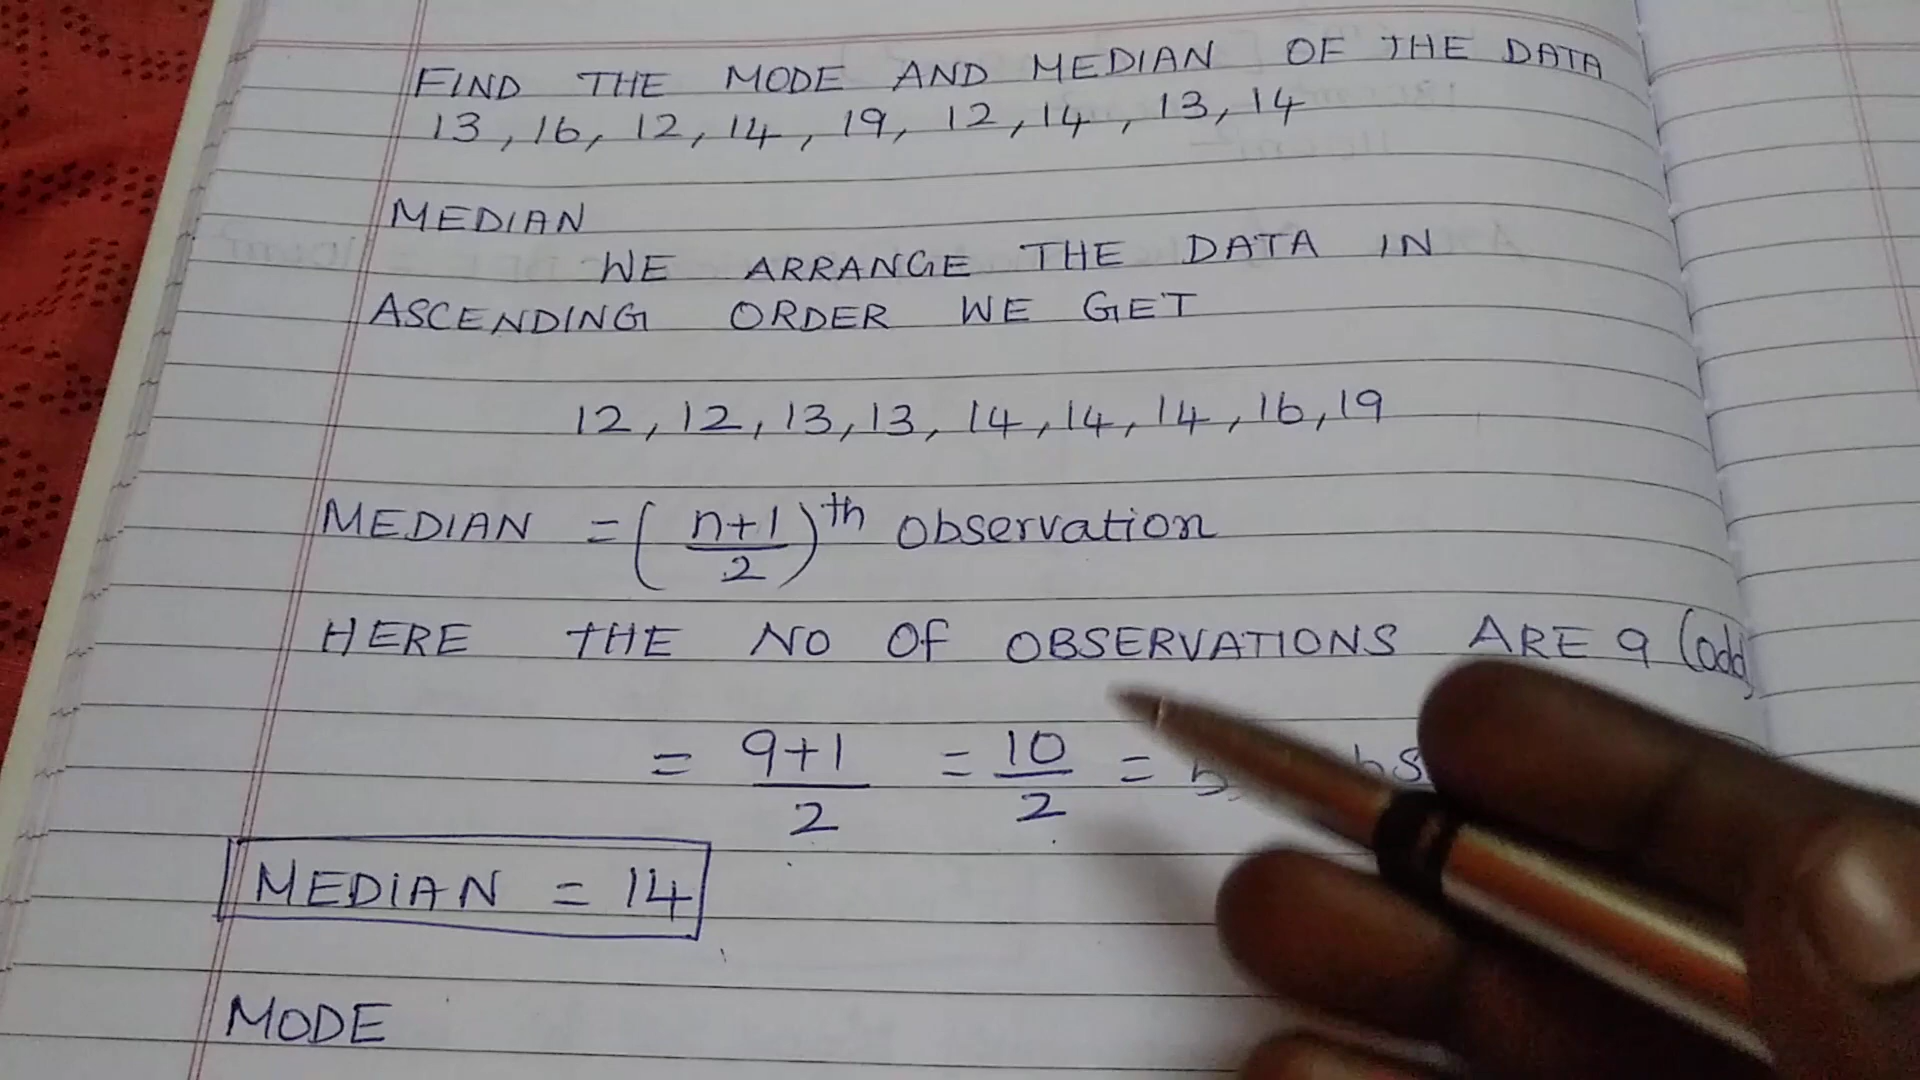 FIND THE MODE AND MEDIAN OF THE DATA
13, 16, 12, 14, 19, 12, 14, 13, 14
MEDIAN
WE ARRANGE THE DATA IN
ASCENDING ORDER WE GET
12, 12, 13, 13, 14, 14, 14, 16, 19
MEDIAN = (n+1/2)th observation
HERE THE NO OF OBSERVATIONS ARE 9 (odd)
= 9+1/2 = 10/2 = 5
MEDIAN = 14
MODE